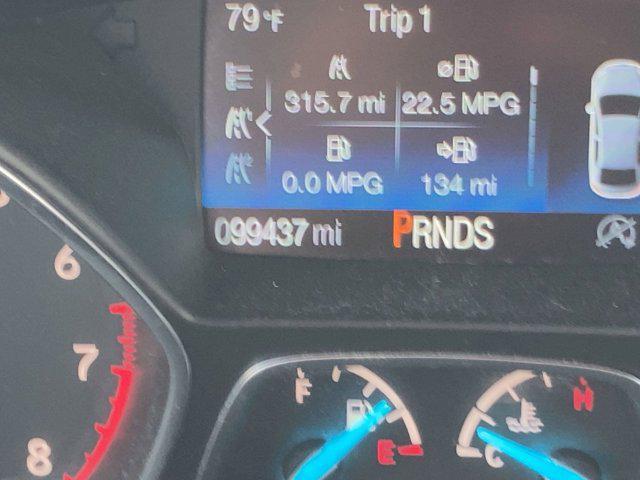 79°F Trip 1
315.7 mi 22.5 MPG
0.0 MPG 134 mi
099437 mi PRNDS
6
7
8
F
E
H
C